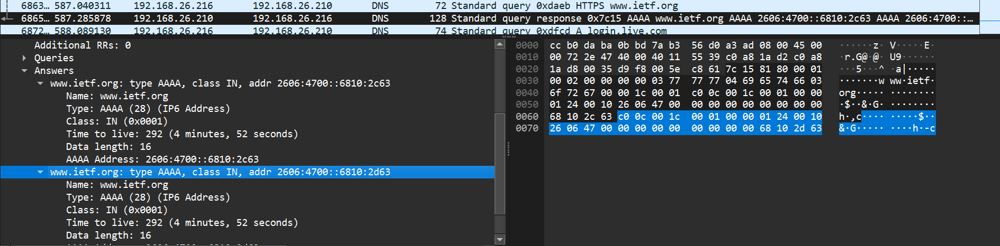 6863… 587.040311 192.168.26.216 192.168.26.210 DNS 72 Standard query 0xdaeb HTTPS www.ietf.org
6865… 587.285878 192.168.26.210 192.168.26.216 DNS 128 Standard query response 0x7c15 AAAA www.ietf.org AAAA 2606:4700::6810:2c63 AAAA 2606:4700::…
6872… 588.089130 192.168.26.216 192.168.26.210 DNS 74 Standard query 0xdfcd A login.live.com
Additional RRs: 0
Queries
Answers
www.ietf.org: type AAAA, class IN, addr 2606:4700::6810:2c63
Name: www.ietf.org
Type: AAAA (28) (IP6 Address)
Class: IN (0x0001)
Time to live: 292 (4 minutes, 52 seconds)
Data length: 16
AAAA Address: 2606:4700::6810:2c63
www.ietf.org: type AAAA, class IN, addr 2606:4700::6810:2d63
Name: www.ietf.org
Type: AAAA (28) (IP6 Address)
Class: IN (0x0001)
Time to live: 292 (4 minutes, 52 seconds)
Data length: 16
0000 cc b0 da ba 0b bd 7a b3 56 d0 a3 ad 08 00 45 00 ······z· V·····E·
0010 00 72 2e 47 40 00 40 11 55 39 c0 a8 1a d2 c0 a8 ·r.G@·@· U9······
0020 1a d8 00 35 d9 f8 00 5e c8 61 7c 15 81 80 00 01 ···5···^ ·a|·····
0030 00 02 00 00 00 00 03 77 77 77 04 69 65 74 66 03 ·······w ww·ietf·
0040 6f 72 67 00 00 1c 00 01 c0 0c 00 1c 00 01 00 00 org····· ········
0050 01 24 00 10 26 06 47 00 00 00 00 00 00 00 00 00 ·$··&·G· ········
0060 68 10 2c 63 c0 0c 00 1c 00 01 00 00 01 24 00 10 h·,c···· ·····$··
0070 26 06 47 00 00 00 00 00 00 00 00 00 68 10 2d 63 &·G····· ····h·-c